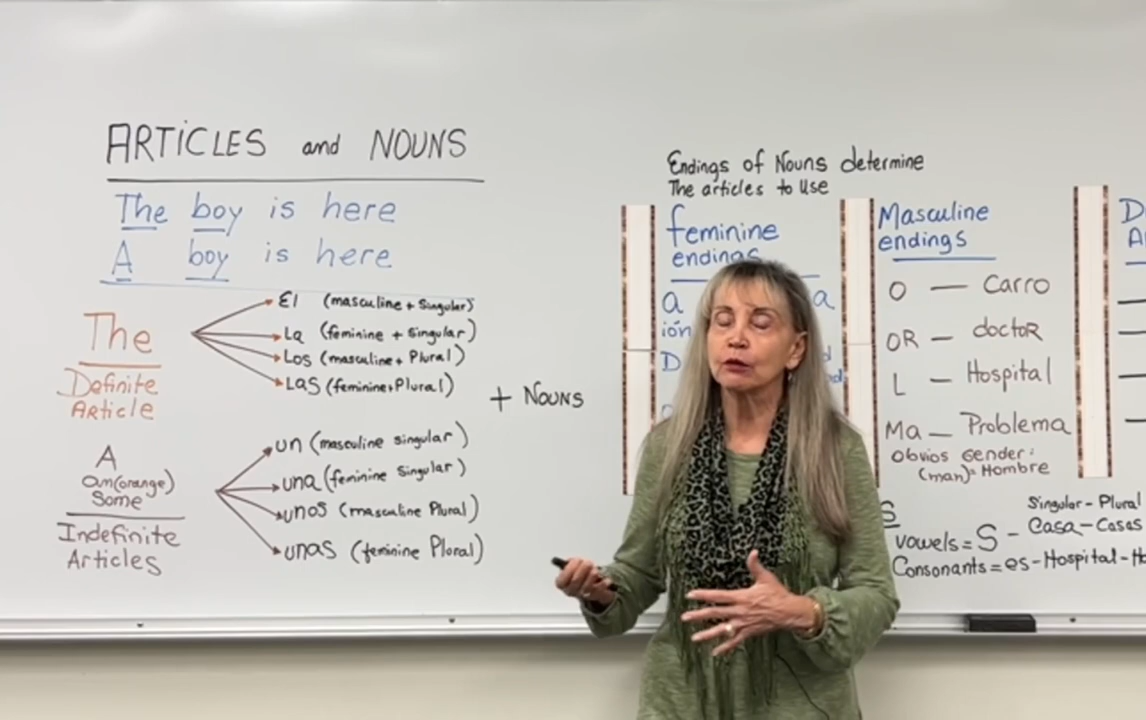 ARTICLES and NOUNS
The boy is here
A boy is here
The
Definite
Article
El (masculine + Singular)
La (feminine + Singular)
Los (masculine + Plural)
Las (feminine + Plural)
A
an (orange)
Some
Indefinite
Articles
un (masculine singular)
una (feminine Singular)
unos (masculine Plural)
unas (feminine Ploral)
+ NOUNS
Endings of Nouns determine
The articles to Use
feminine
endings
a
a
ión
D
Masculine
endings
O — Carro
OR — doctoR
L — Hospital
Ma — Problema
Obvios Gender:
(man)= Hombre
Singular - Plural
vowels = S - Casa - Casas
Consonants = es - Hospital -